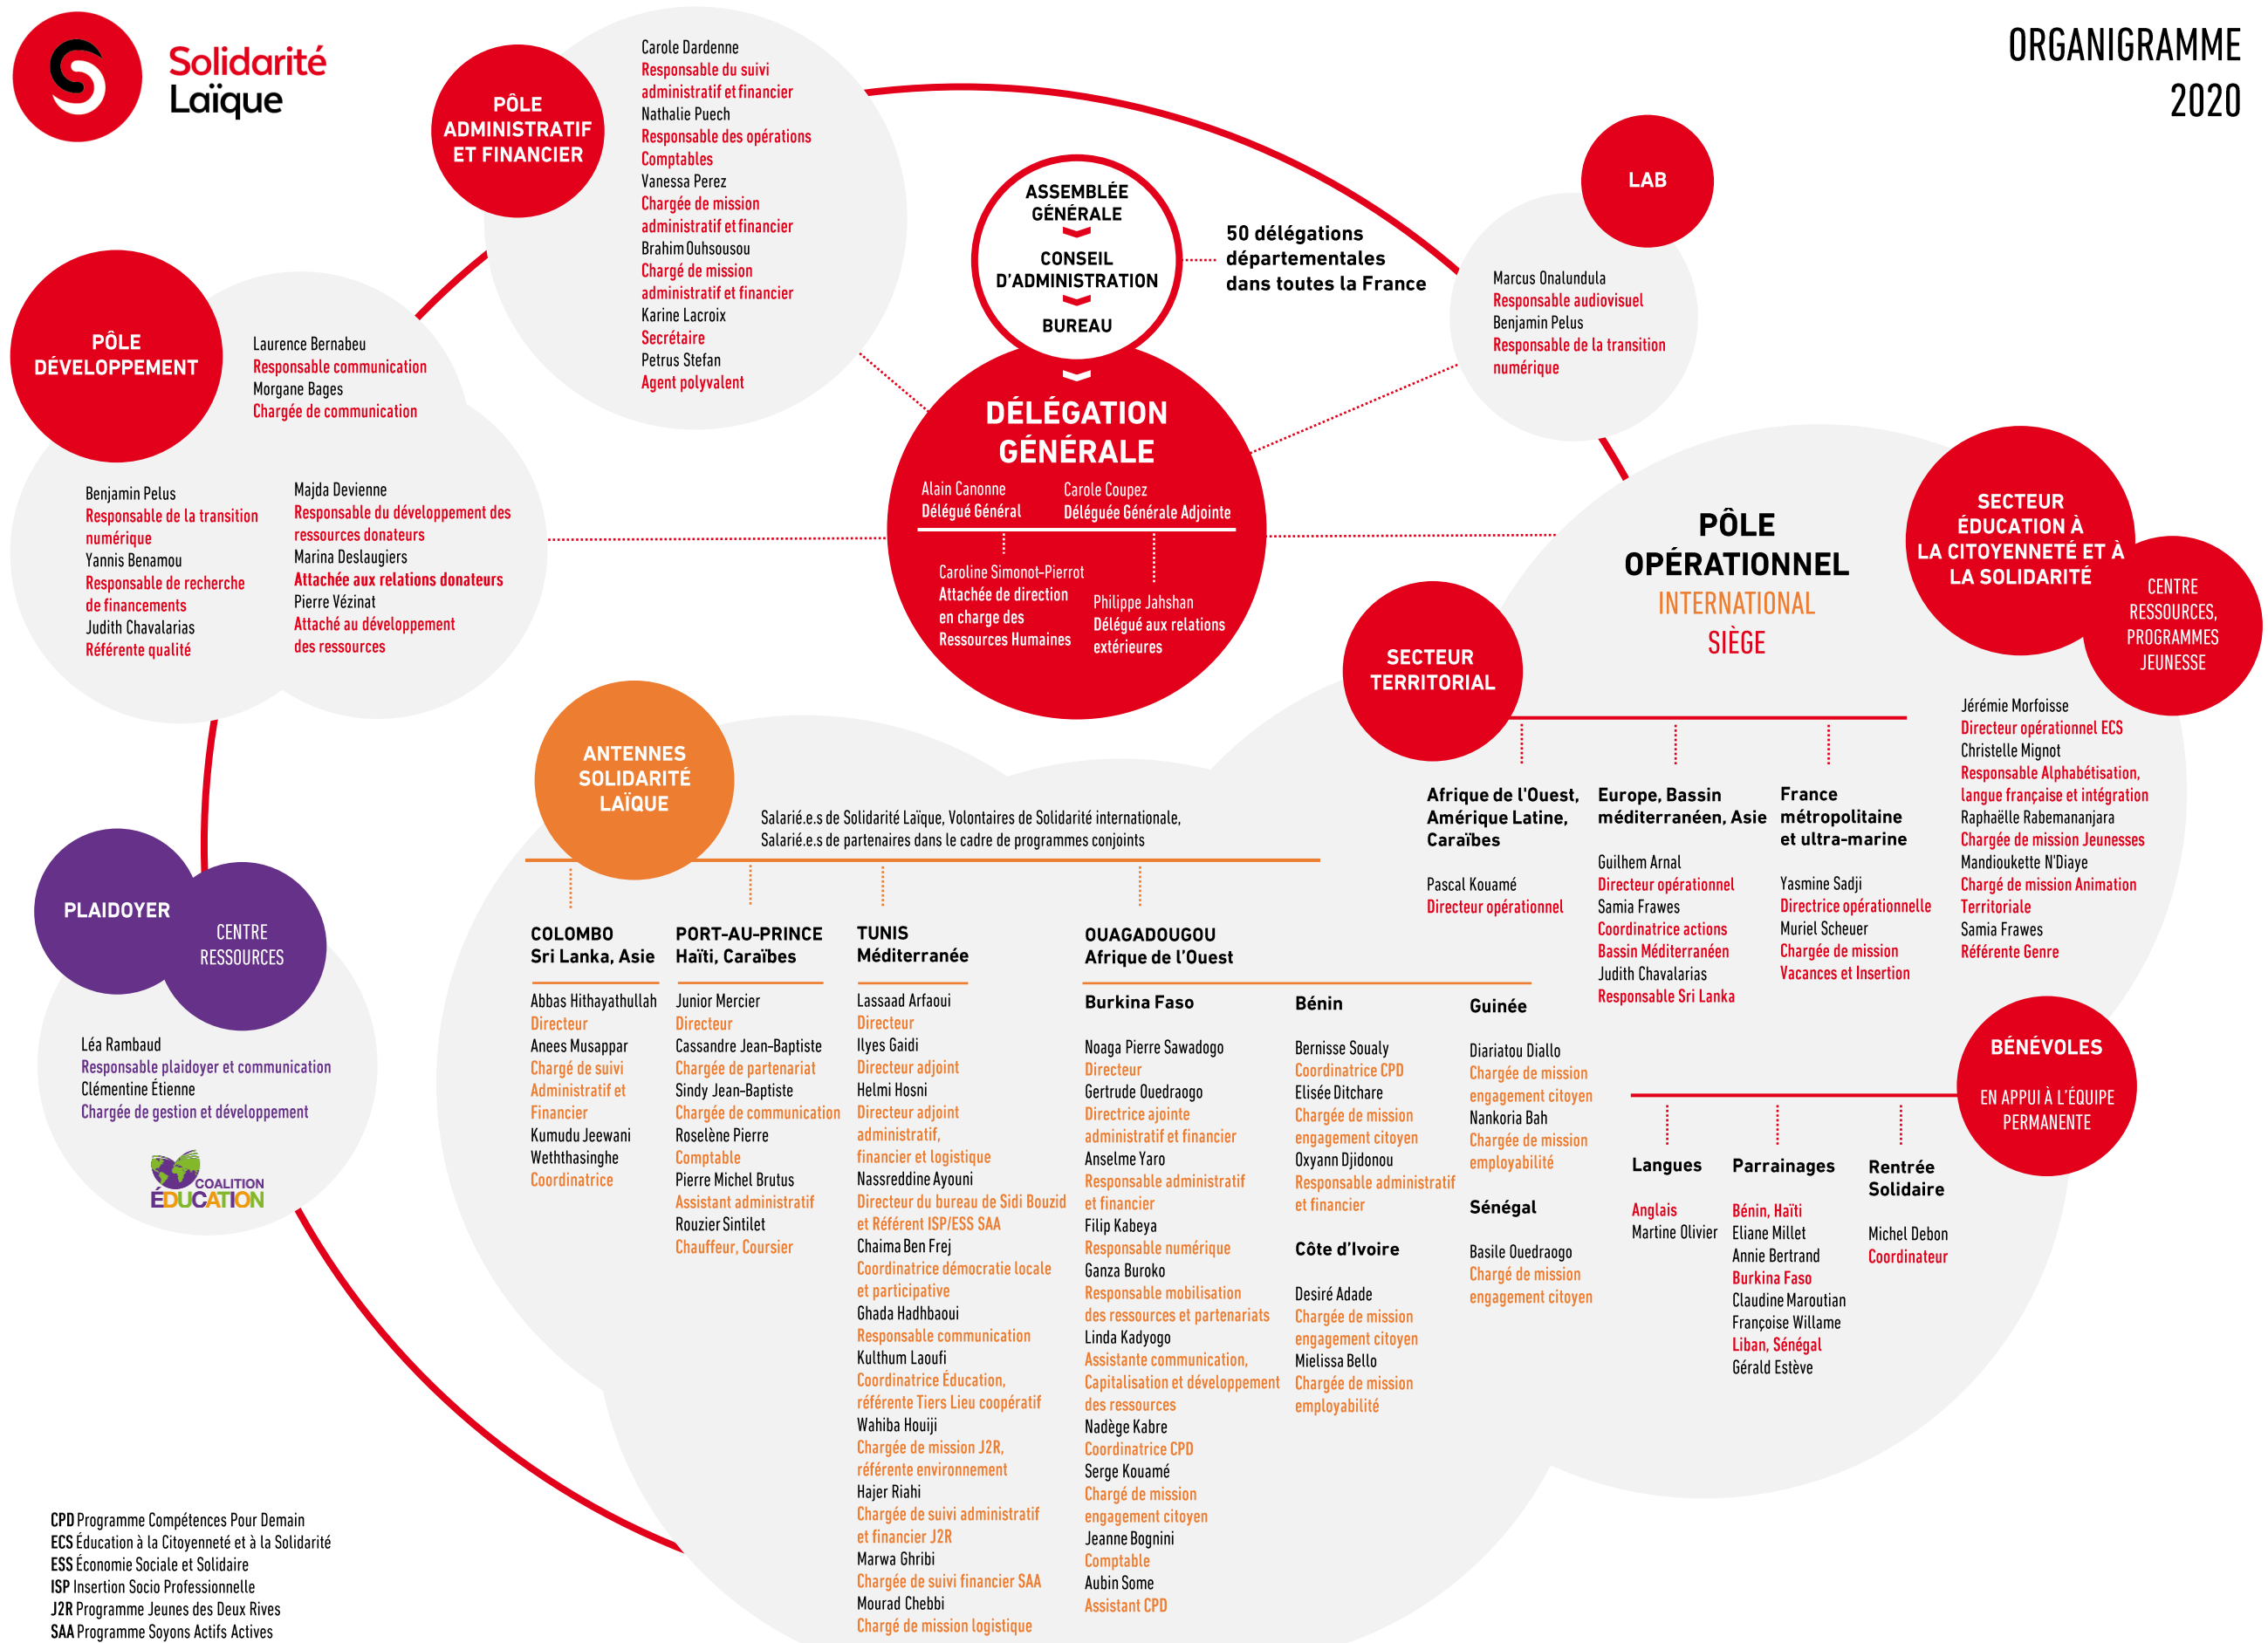 Solidarité
Laïque
ORGANIGRAMME
2020
PÔLE
ADMINISTRATIF
ET FINANCIER
Carole Dardenne
Responsable du suivi
administratif et financier
Nathalie Puech
Responsable des opérations
Comptables
Vanessa Perez
Chargée de mission
administratif et financier
Brahim Ouhsousou
Chargé de mission
administratif et financier
Karine Lacroix
Secrétaire
Petrus Stefan
Agent polyvalent
ASSEMBLÉE
GÉNÉRALE
CONSEIL
D'ADMINISTRATION
BUREAU
50 délégations
départementales
dans toutes la France
LAB
Marcus Onalundula
Responsable audiovisuel
Benjamin Pelus
Responsable de la transition
numérique
PÔLE
DÉVELOPPEMENT
Laurence Bernabeu
Responsable communication
Morgane Bages
Chargée de communication
Benjamin Pelus
Responsable de la transition
numérique
Yannis Benamou
Responsable de recherche
de financements
Judith Chavalarias
Référente qualité
Majda Devienne
Responsable du développement des
ressources donateurs
Marina Deslaugiers
Attachée aux relations donateurs
Pierre Vézinat
Attaché au développement
des ressources
DÉLÉGATION
GÉNÉRALE
Alain Canonne
Délégué Général
Carole Coupez
Déléguée Générale Adjointe
Caroline Simonot-Pierrot
Attachée de direction
en charge des
Ressources Humaines
Philippe Jahshan
Délégué aux relations
extérieures
PÔLE
OPÉRATIONNEL
INTERNATIONAL
SIÈGE
SECTEUR
ÉDUCATION À
LA CITOYENNETÉ ET À
LA SOLIDARITÉ
CENTRE
RESSOURCES,
PROGRAMMES
JEUNESSE
Jérémie Morfoisse
Directeur opérationnel ECS
Christelle Mignot
Responsable Alphabétisation,
langue française et intégration
Raphaëlle Rabemananjara
Chargée de mission Jeunesses
Mandioukette N'Diaye
Chargé de mission Animation
Territoriale
Samia Frawes
Référente Genre
SECTEUR
TERRITORIAL
Afrique de l'Ouest,
Amérique Latine,
Caraïbes
Pascal Kouamé
Directeur opérationnel
Europe, Bassin
méditerranéen, Asie
Guilhem Arnal
Directeur opérationnel
Samia Frawes
Coordinatrice actions
Bassin Méditerranéen
Judith Chavalarias
Responsable Sri Lanka
France
métropolitaine
et ultra-marine
Yasmine Sadji
Directrice opérationnelle
Muriel Scheuer
Chargée de mission
Vacances et Insertion
BÉNÉVOLES
EN APPUI À L'ÉQUIPE
PERMANENTE
Langues
Anglais
Martine Olivier
Parrainages
Bénin, Haïti
Eliane Millet
Annie Bertrand
Burkina Faso
Claudine Maroutian
Françoise Willame
Liban, Sénégal
Gérald Estève
Rentrée
Solidaire
Michel Debon
Coordinateur
ANTENNES
SOLIDARITÉ
LAÏQUE
Salarié.e.s de Solidarité Laïque, Volontaires de Solidarité internationale,
Salarié.e.s de partenaires dans le cadre de programmes conjoints
COLOMBO
Sri Lanka, Asie
Abbas Hithayathullah
Directeur
Anees Musappar
Chargé de suivi
Administratif et
Financier
Kumudu Jeewani
Weththasinghe
Coordinatrice
PORT-AU-PRINCE
Haïti, Caraïbes
Junior Mercier
Directeur
Cassandre Jean-Baptiste
Chargée de partenariat
Sindy Jean-Baptiste
Chargée de communication
Roselène Pierre
Comptable
Pierre Michel Brutus
Assistant administratif
Rouzier Sintilet
Chauffeur, Coursier
TUNIS
Méditerranée
Lassaad Arfaoui
Directeur
Ilyes Gaidi
Directeur adjoint
Helmi Hosni
Directeur adjoint
administratif,
financier et logistique
Nassreddine Ayouni
Directeur du bureau de Sidi Bouzid
et Référent ISP/ESS SAA
Chaima Ben Frej
Coordinatrice démocratie locale
et participative
Ghada Hadhbaoui
Responsable communication
Kulthum Laoufi
Coordinatrice Éducation,
référente Tiers Lieu coopératif
Wahiba Houiji
Chargée de mission J2R,
référente environnement
Hajer Riahi
Chargée de suivi administratif
et financier J2R
Marwa Ghribi
Chargée de suivi financier SAA
Mourad Chebbi
Chargé de mission logistique
OUAGADOUGOU
Afrique de l'Ouest
Burkina Faso
Noaga Pierre Sawadogo
Directeur
Gertrude Ouedraogo
Directrice ajointe
administratif et financier
Anselme Yaro
Responsable administratif
et financier
Filip Kabeya
Responsable numérique
Ganza Buroko
Responsable mobilisation
des ressources et partenariats
Linda Kadyogo
Assistante communication,
Capitalisation et développement
des ressources
Nadège Kabre
Coordinatrice CPD
Serge Kouamé
Chargé de mission
engagement citoyen
Jeanne Bognini
Comptable
Aubin Some
Assistant CPD
Bénin
Bernisse Soualy
Coordinatrice CPD
Elisée Ditchare
Chargée de mission
engagement citoyen
Oxyann Djidonou
Responsable administratif
et financier
Côte d'Ivoire
Desiré Adade
Chargée de mission
engagement citoyen
Mielissa Bello
Chargée de mission
employabilité
Guinée
Diariatou Diallo
Chargée de mission
engagement citoyen
Nankoria Bah
Chargée de mission
employabilité
Sénégal
Basile Ouedraogo
Chargé de mission
engagement citoyen
PLAIDOYER
CENTRE
RESSOURCES
Léa Rambaud
Responsable plaidoyer et communication
Clémentine Étienne
Chargée de gestion et développement
COALITION
ÉDUCATION
CPD Programme Compétences Pour Demain
ECS Éducation à la Citoyenneté et à la Solidarité
ESS Économie Sociale et Solidaire
ISP Insertion Socio Professionnelle
J2R Programme Jeunes des Deux Rives
SAA Programme Soyons Actifs Actives